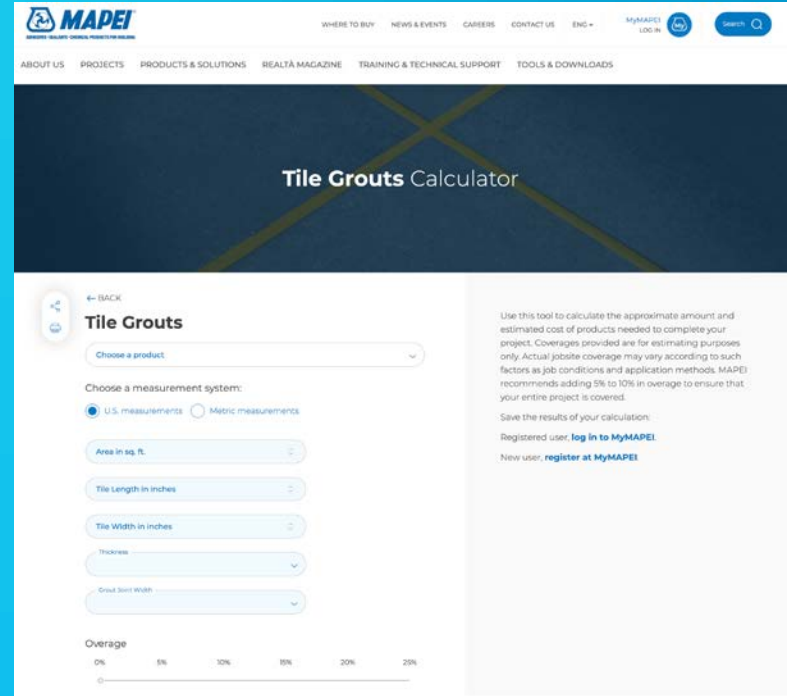 MAPEI
ADHESIVES · SEALANTS · CHEMICAL PRODUCTS FOR BUILDING
WHERE TO BUY NEWS & EVENTS CAREERS CONTACT US ENG MyMAPEI LOG IN My Search
ABOUT US PROJECTS PRODUCTS & SOLUTIONS REALTÀ MAGAZINE TRAINING & TECHNICAL SUPPORT TOOLS & DOWNLOADS
Tile Grouts Calculator
← BACK
Tile Grouts
Choose a product
Choose a measurement system:
U.S. measurements Metric measurements
Area in sq. ft.
Tile Length in inches
Tile Width in inches
Thickness
Grout Joint Width
Overage
0% 5% 10% 15% 20% 25%
Use this tool to calculate the approximate amount and
estimated cost of products needed to complete your
project. Coverages provided are for estimating purposes
only. Actual jobsite coverage may vary according to such
factors as job conditions and application methods. MAPEI
recommends adding 5% to 10% in overage to ensure that
your entire project is covered.
Save the results of your calculation:
Registered user, log in to MyMAPEI.
New user, register at MyMAPEI